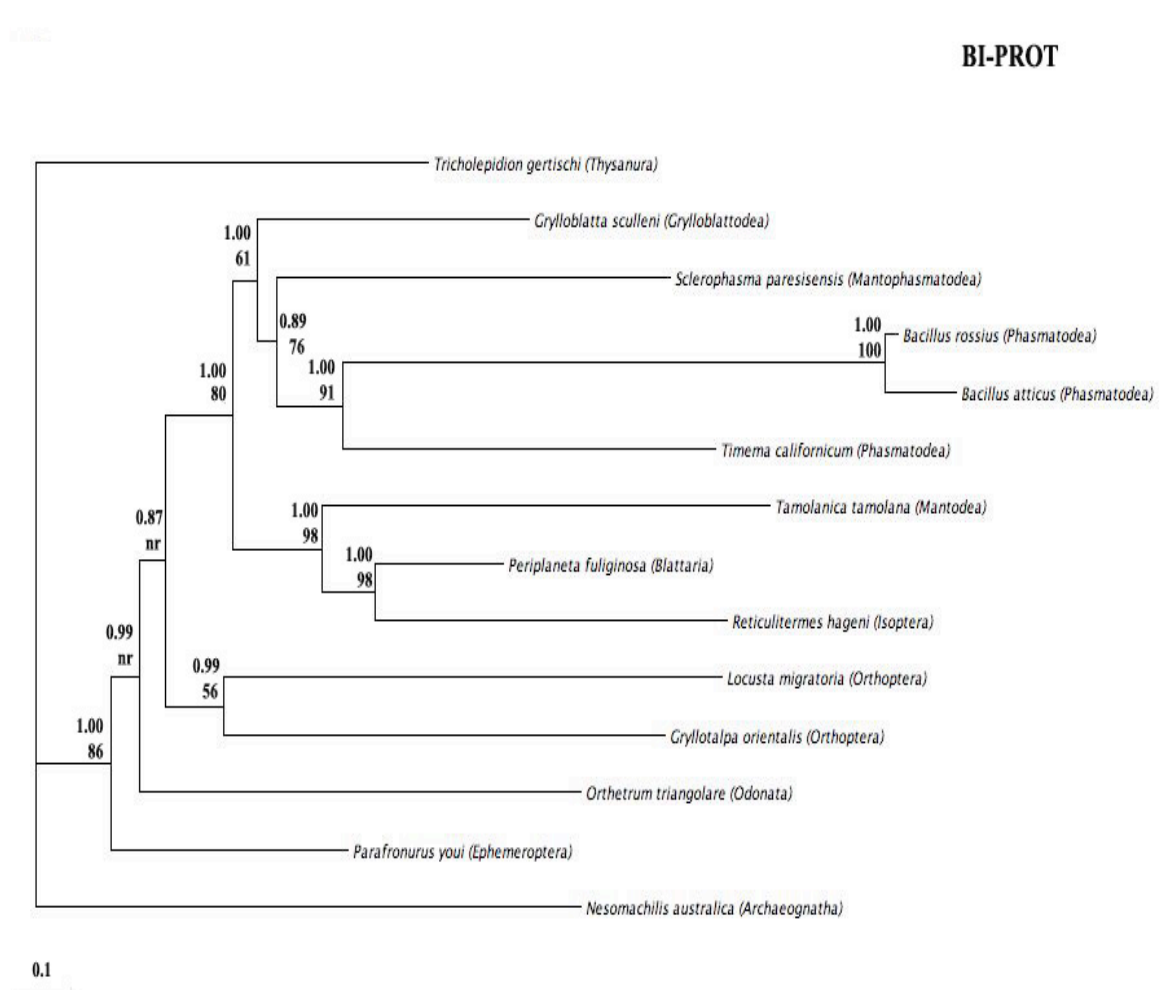 BI-PROT
Tricholepidion gertischi (Thysanura)
Grylloblatta sculleni (Grylloblattodea)
1.00
61
Sclerophasma paresisensis (Mantophasmatodea)
0.89
76
1.00
100
Bacillus rossius (Phasmatodea)
1.00
91
1.00
80
Bacillus atticus (Phasmatodea)
Timema californicum (Phasmatodea)
Tamolanica tamolana (Mantodea)
1.00
98
0.87
nr
1.00
98
Periplaneta fuliginosa (Blattaria)
Reticulitermes hageni (Isoptera)
0.99
nr
0.99
56
Locusta migratoria (Orthoptera)
1.00
86
Gryllotalpa orientalis (Orthoptera)
Orthetrum triangolare (Odonata)
Parafronurus youi (Ephemeroptera)
Nesomachilis australica (Archaeognatha)
0.1